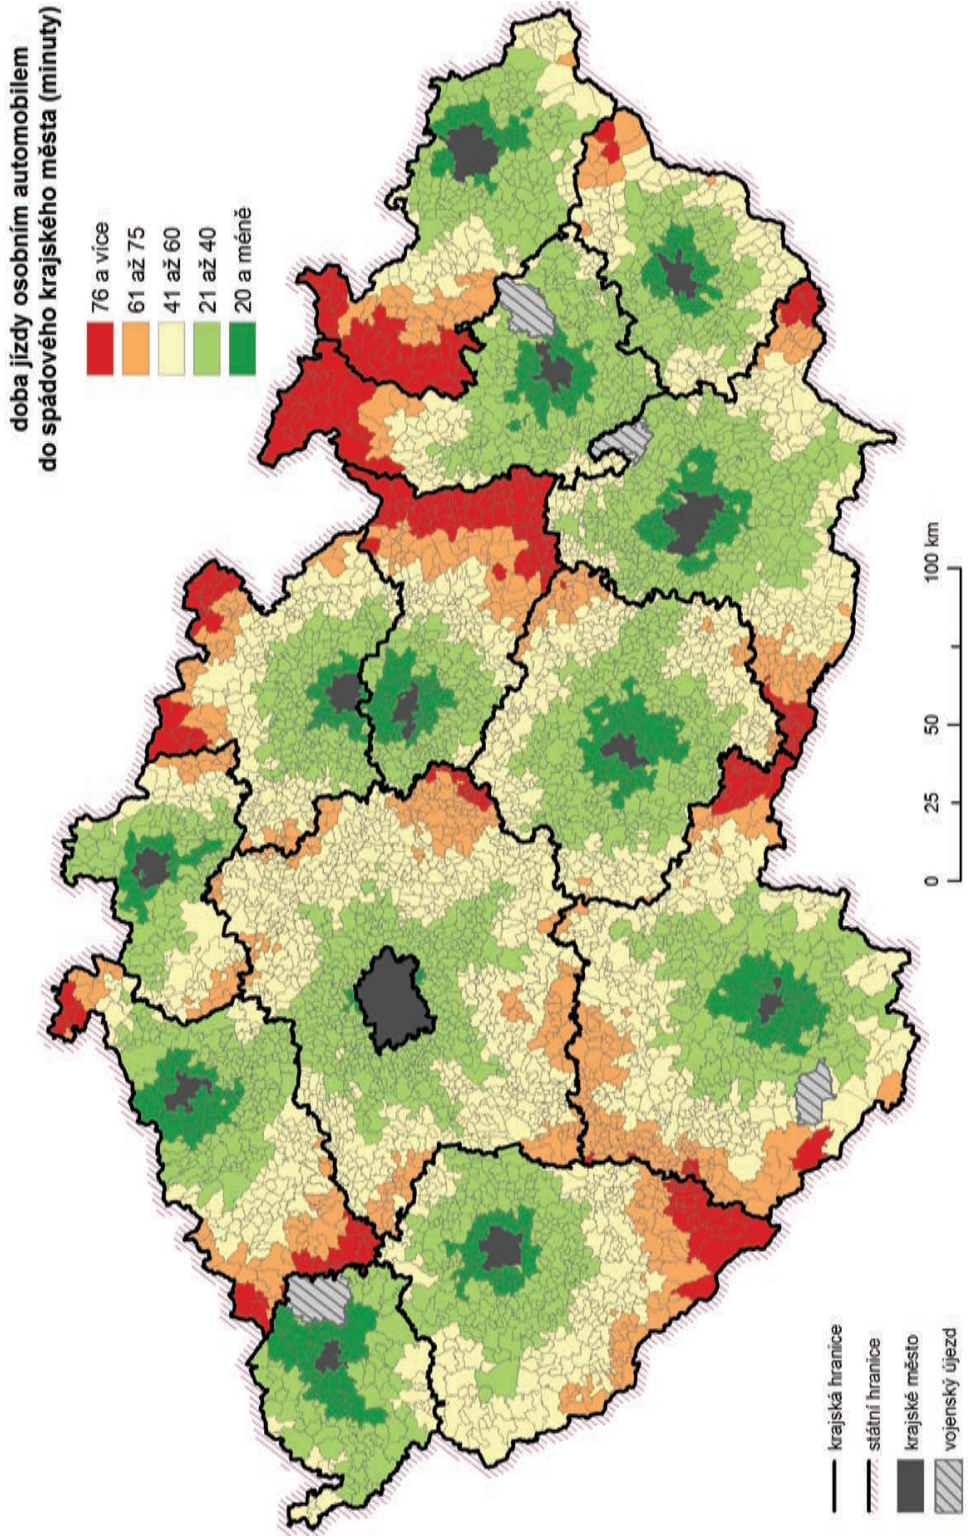 doba jízdy osobním automobilem
do spádového krajského města (minuty)
76 a více
61 až 75
41 až 60
21 až 40
20 a méně
krajská hranice
státní hranice
krajské město
vojenský újezd
0 25 50 100 km